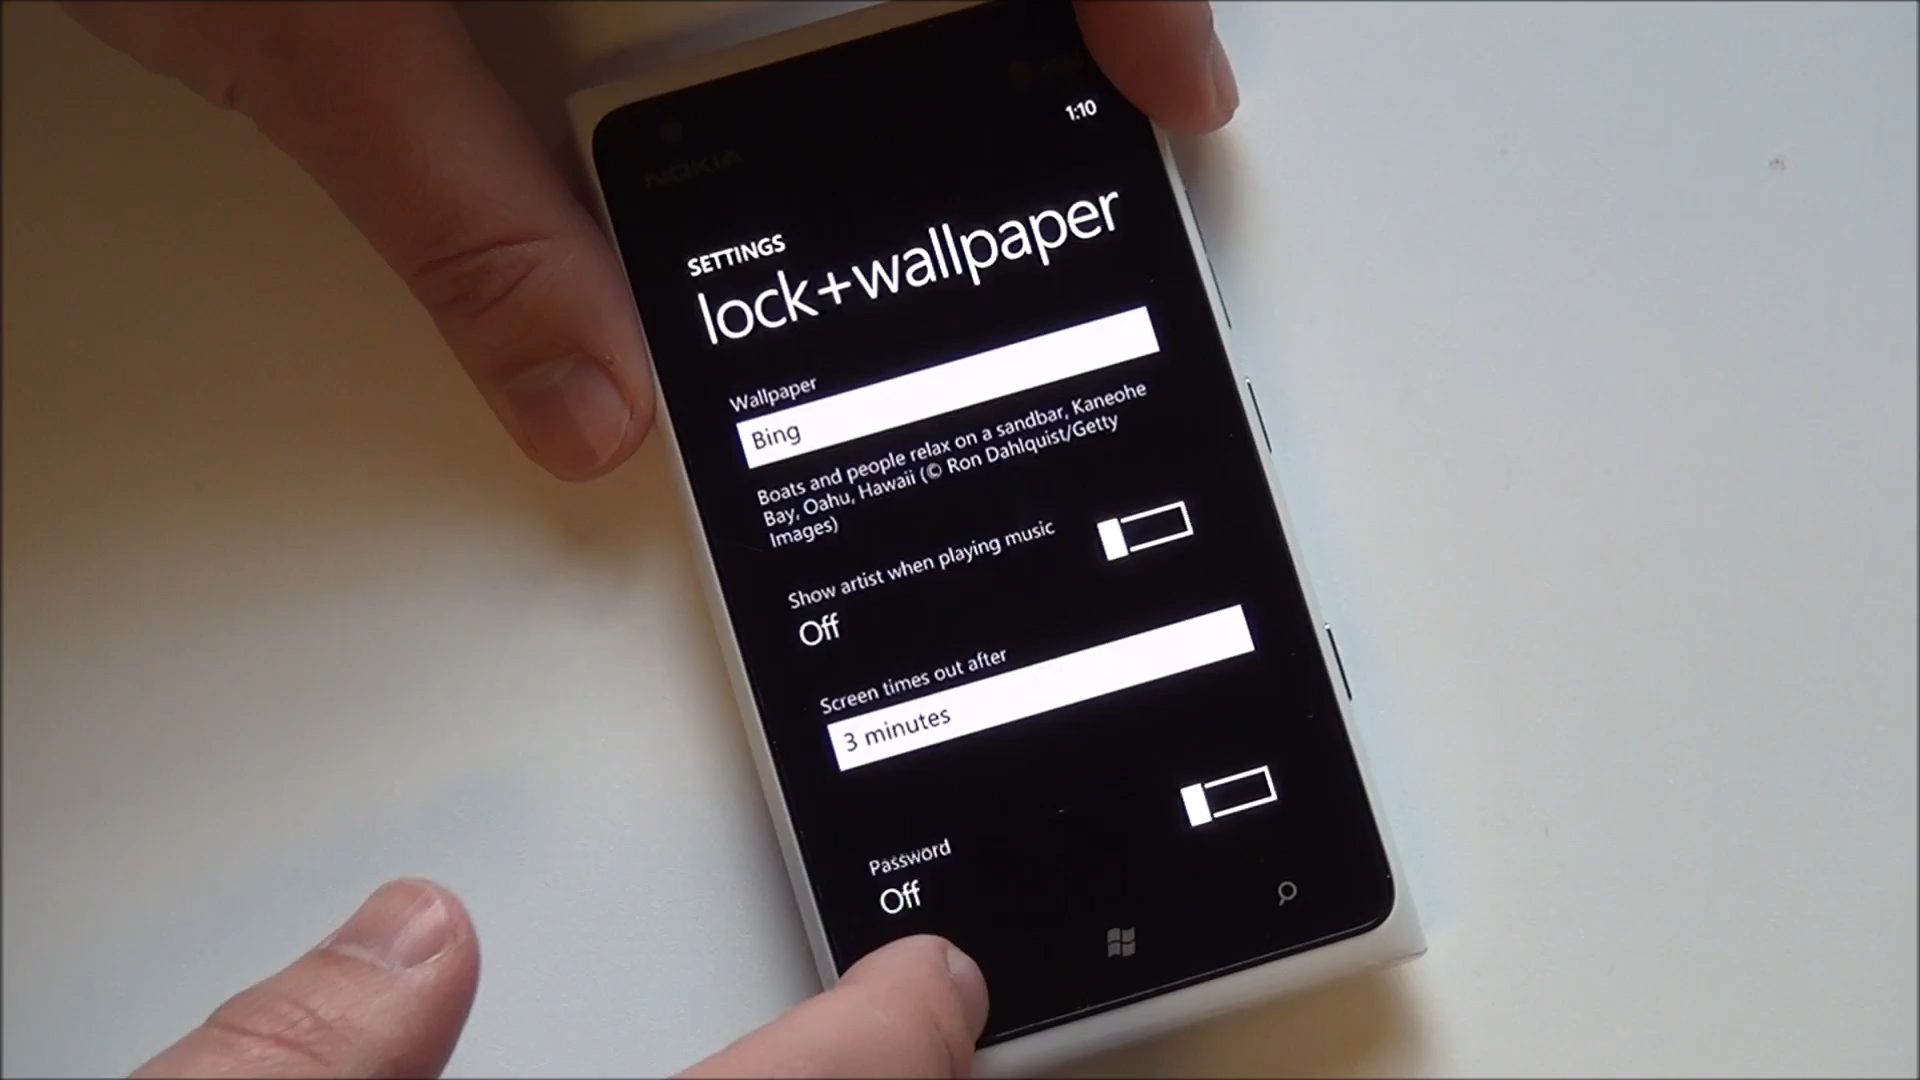 NOKIA
1:10
SETTINGS
lock+wallpaper
Wallpaper
Bing
Boats and people relax on a sandbar, Kaneohe
Bay, Oahu, Hawaii (© Ron Dahlquist/Getty
Images)
Show artist when playing music
Off
Screen times out after
3 minutes
Password
Off